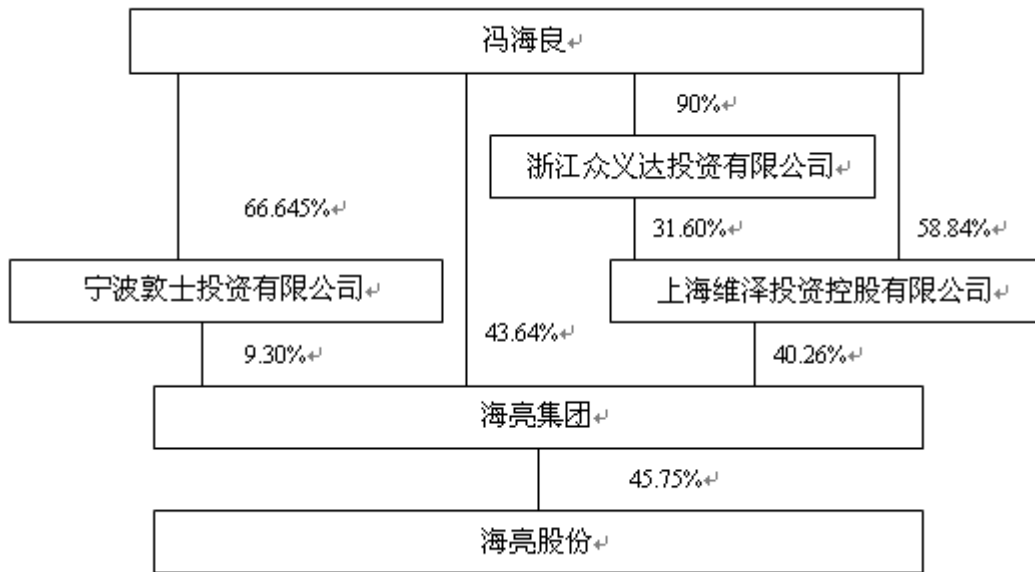 冯海良↵
90%↵
浙江众义达投资有限公司↵
66.645%↵
31.60%↵
58.84%↵
宁波敦士投资有限公司↵
上海维泽投资控股有限公司↵
9.30%↵
43.64%↵
40.26%↵
海亮集团↵
45.75%↵
海亮股份↵